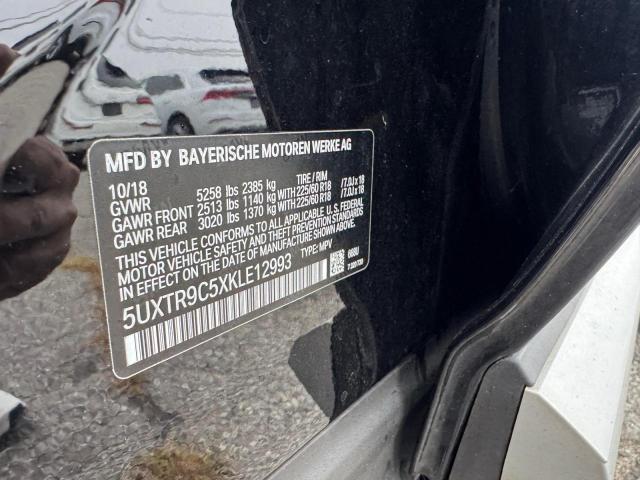 MFD BY BAYERISCHE MOTOREN WERKE AG
10/18 TIRE / RIM
GVWR 5258 lbs 2385 kg
GAWR FRONT 2513 lbs 1140 kg WITH 225/60 R18 /7.0J x 18
GAWR REAR 3020 lbs 1370 kg WITH 225/60 R18 /7.0J x 18
THIS VEHICLE CONFORMS TO ALL APPLICABLE U.S. FEDERAL
MOTOR VEHICLE SAFETY AND THEFT PREVENTION STANDARDS
IN EFFECT ON THE DATE OF MANUFACTURE SHOWN ABOVE.
5UXTR9C5XKLE12993 TYPE: MPV